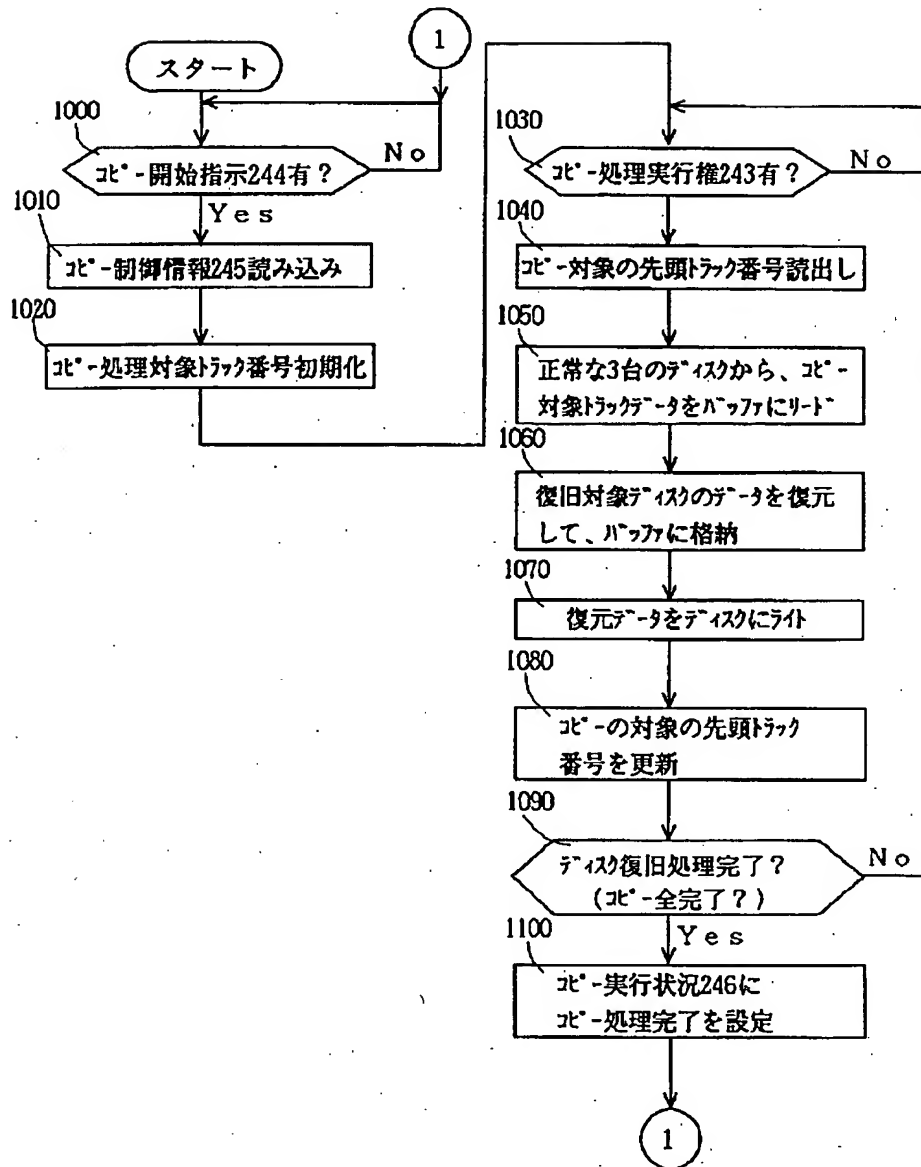 1
スタート
1000
コピー開始指示244有？
No
Yes
1010
コピー制御情報245読み込み
1020
コピー処理対象トラック番号初期化
1030
コピー処理実行権243有？
No
1040
コピー対象の先頭トラック番号読出し
1050
正常な3台のディスクから、コピー
対象トラックデータをバッファにリード
1060
復旧対象ディスクのデータを復元
して、バッファに格納
1070
復元データをディスクにライト
1080
コピーの対象の先頭トラック
番号を更新
1090
ディスク復旧処理完了？
(コピー全完了？)
No
Yes
1100
コピー実行状況246に
コピー処理完了を設定
1